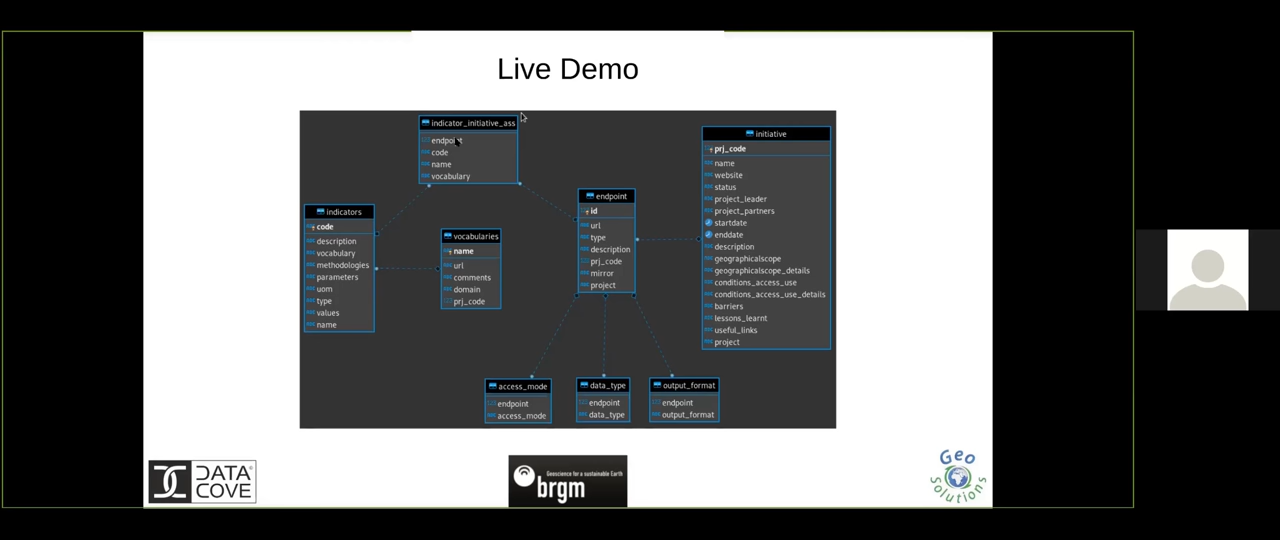 Live Demo
indicator_initiative_ass
endpoint
code
name
vocabulary
initiative
prj_code
name
website
status
project_leader
project_partners
startdate
enddate
description
geographicalscope
geographicalscope_details
conditions_access_use
conditions_access_use_details
barriers
lessons_learnt
useful_links
project
endpoint
id
url
type
description
prj_code
mirror
project
indicators
code
description
vocabulary
methodologies
parameters
uom
type
values
name
vocabularies
name
url
comments
domain
prj_code
access_mode
endpoint
access_mode
data_type
endpoint
data_type
output_format
endpoint
output_format
DATA
COVE
Geoscience for a sustainable Earth
brgm
Geo
Solutions